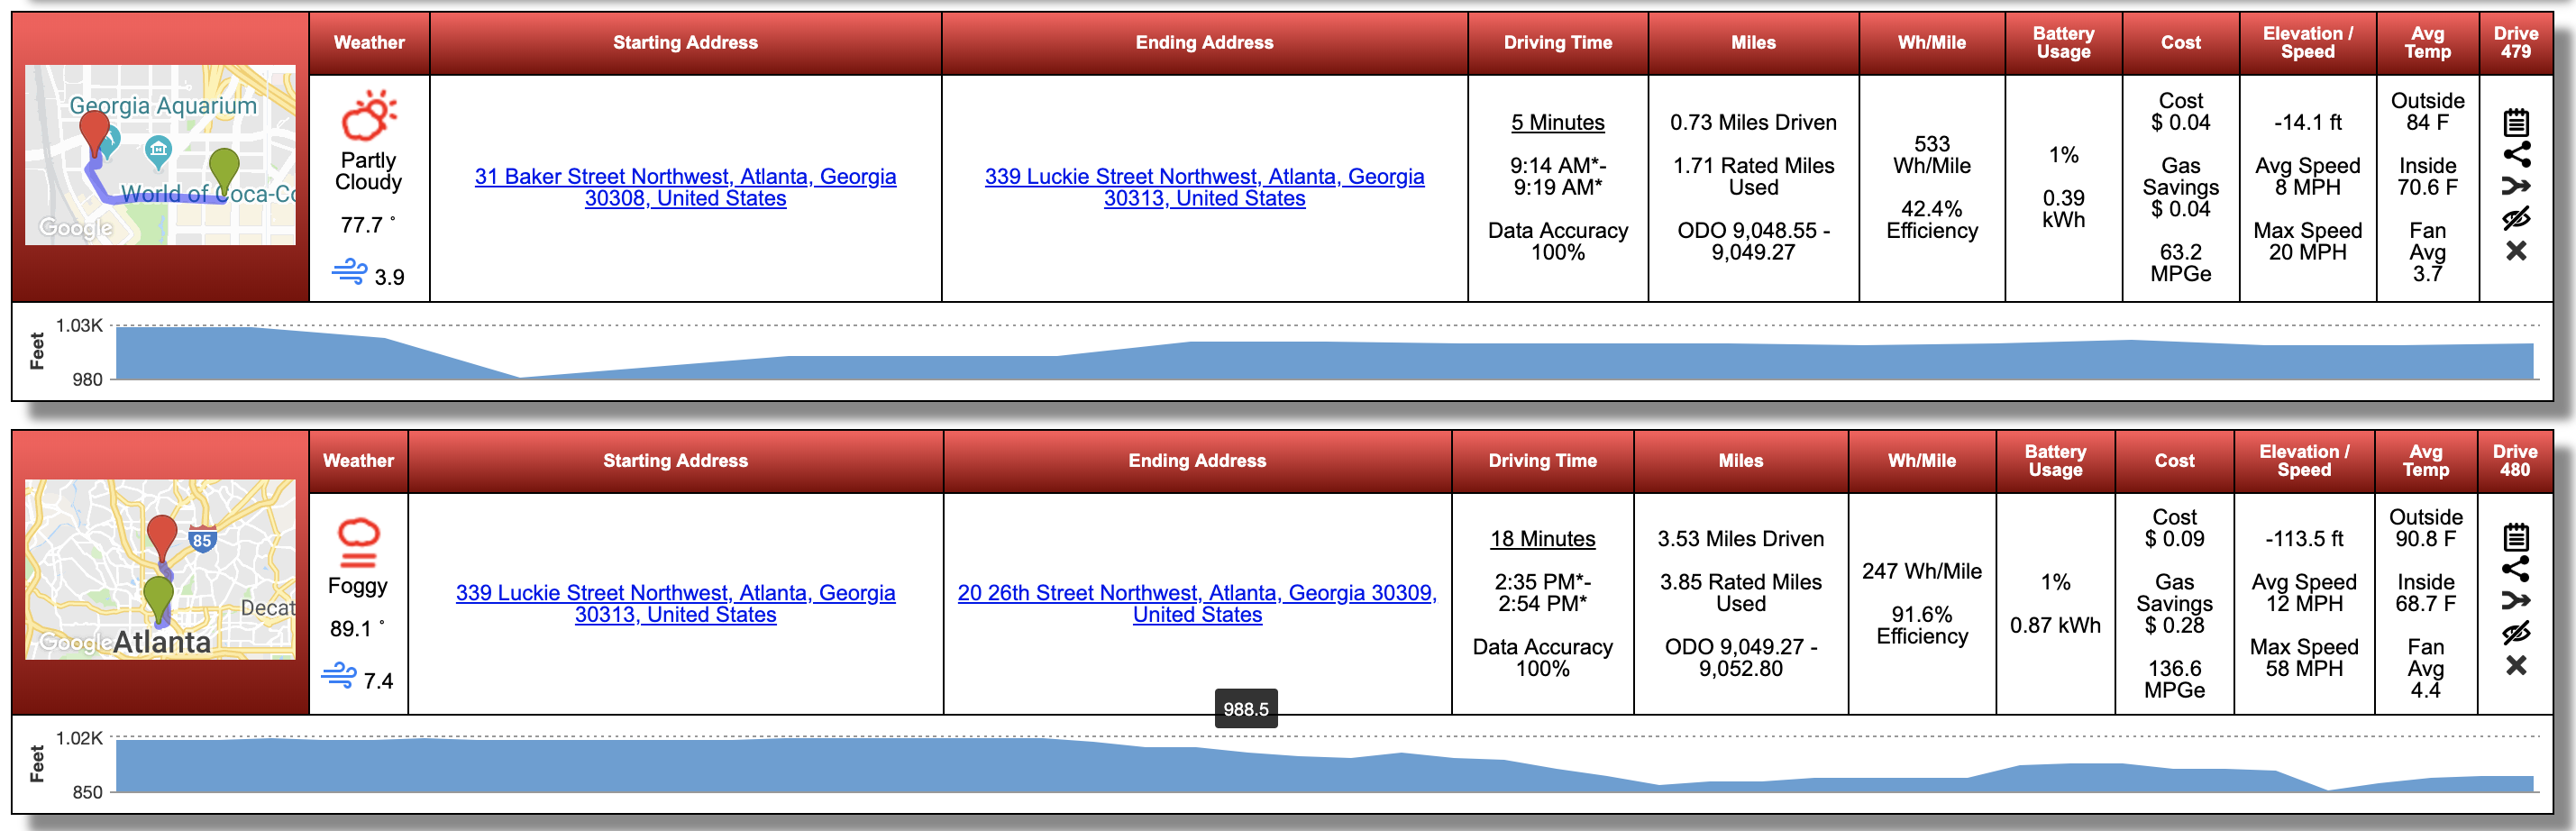 Weather
Starting Address
Ending Address
Driving Time
Miles
Wh/Mile
Battery
Usage
Cost
Elevation /
Speed
Avg
Temp
Drive
479
Georgia Aquarium
World of Coca-Co
Google
Partly
Cloudy
77.7 °
3.9
31 Baker Street Northwest, Atlanta, Georgia
30308, United States
339 Luckie Street Northwest, Atlanta, Georgia
30313, United States
5 Minutes
9:14 AM*-
9:19 AM*
Data Accuracy
100%
0.73 Miles Driven
1.71 Rated Miles
Used
ODO 9,048.55 -
9,049.27
533
Wh/Mile
42.4%
Efficiency
1%
0.39
kWh
Cost
$ 0.04
Gas
Savings
$ 0.04
63.2
MPGe
-14.1 ft
Avg Speed
8 MPH
Max Speed
20 MPH
Outside
84 F
Inside
70.6 F
Fan
Avg
3.7
Feet
1.03K
980
Weather
Starting Address
Ending Address
Driving Time
Miles
Wh/Mile
Battery
Usage
Cost
Elevation /
Speed
Avg
Temp
Drive
480
85
Decat
Google
Atlanta
Foggy
89.1 °
7.4
339 Luckie Street Northwest, Atlanta, Georgia
30313, United States
20 26th Street Northwest, Atlanta, Georgia 30309,
United States
18 Minutes
2:35 PM*-
2:54 PM*
Data Accuracy
100%
3.53 Miles Driven
3.85 Rated Miles
Used
ODO 9,049.27 -
9,052.80
247 Wh/Mile
91.6%
Efficiency
1%
0.87 kWh
Cost
$ 0.09
Gas
Savings
$ 0.28
136.6
MPGe
-113.5 ft
Avg Speed
12 MPH
Max Speed
58 MPH
Outside
90.8 F
Inside
68.7 F
Fan
Avg
4.4
988.5
Feet
1.02K
850